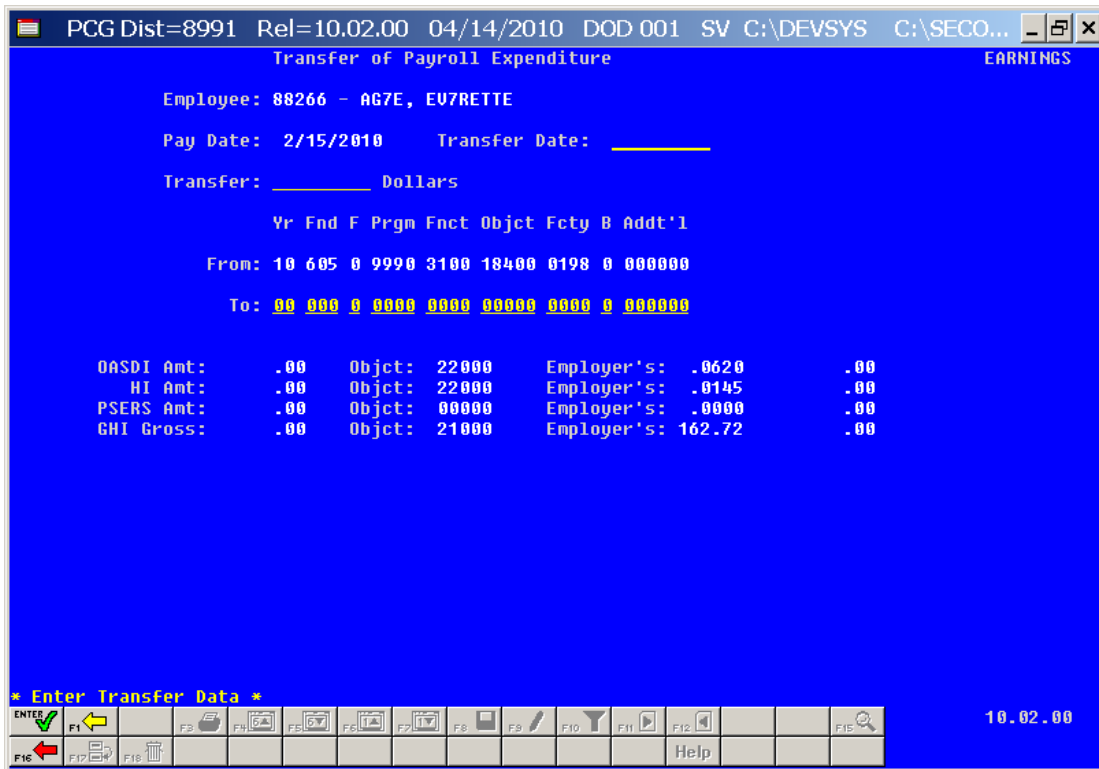 PCG Dist=8991 Rel=10.02.00 04/14/2010 DOD 001 SV C:\DEVSYS C:\SECO...
Transfer of Payroll Expenditure EARNINGS
Employee: 88266 - AG7E, EV7RETTE
Pay Date: 2/15/2010 Transfer Date: __________
Transfer: _________ Dollars
Yr Fnd F Prgm Fnct Objct Fcty B Addt'l
From: 10 605 0 9990 3100 18400 0198 0 000000
To: 00 000 0 0000 0000 00000 0000 0 000000
OASDI Amt: .00 Objct: 22000 Employer's: .0620 .00
HI Amt: .00 Objct: 22000 Employer's: .0145 .00
PSERS Amt: .00 Objct: 00000 Employer's: .0000 .00
GHI Gross: .00 Objct: 21000 Employer's: 162.72 .00
* Enter Transfer Data *
ENTER F1 F3 F4 F5 F6 F7 F8 F9 F10 F11 F12 F15 10.02.00
F16 F17 F18 Help